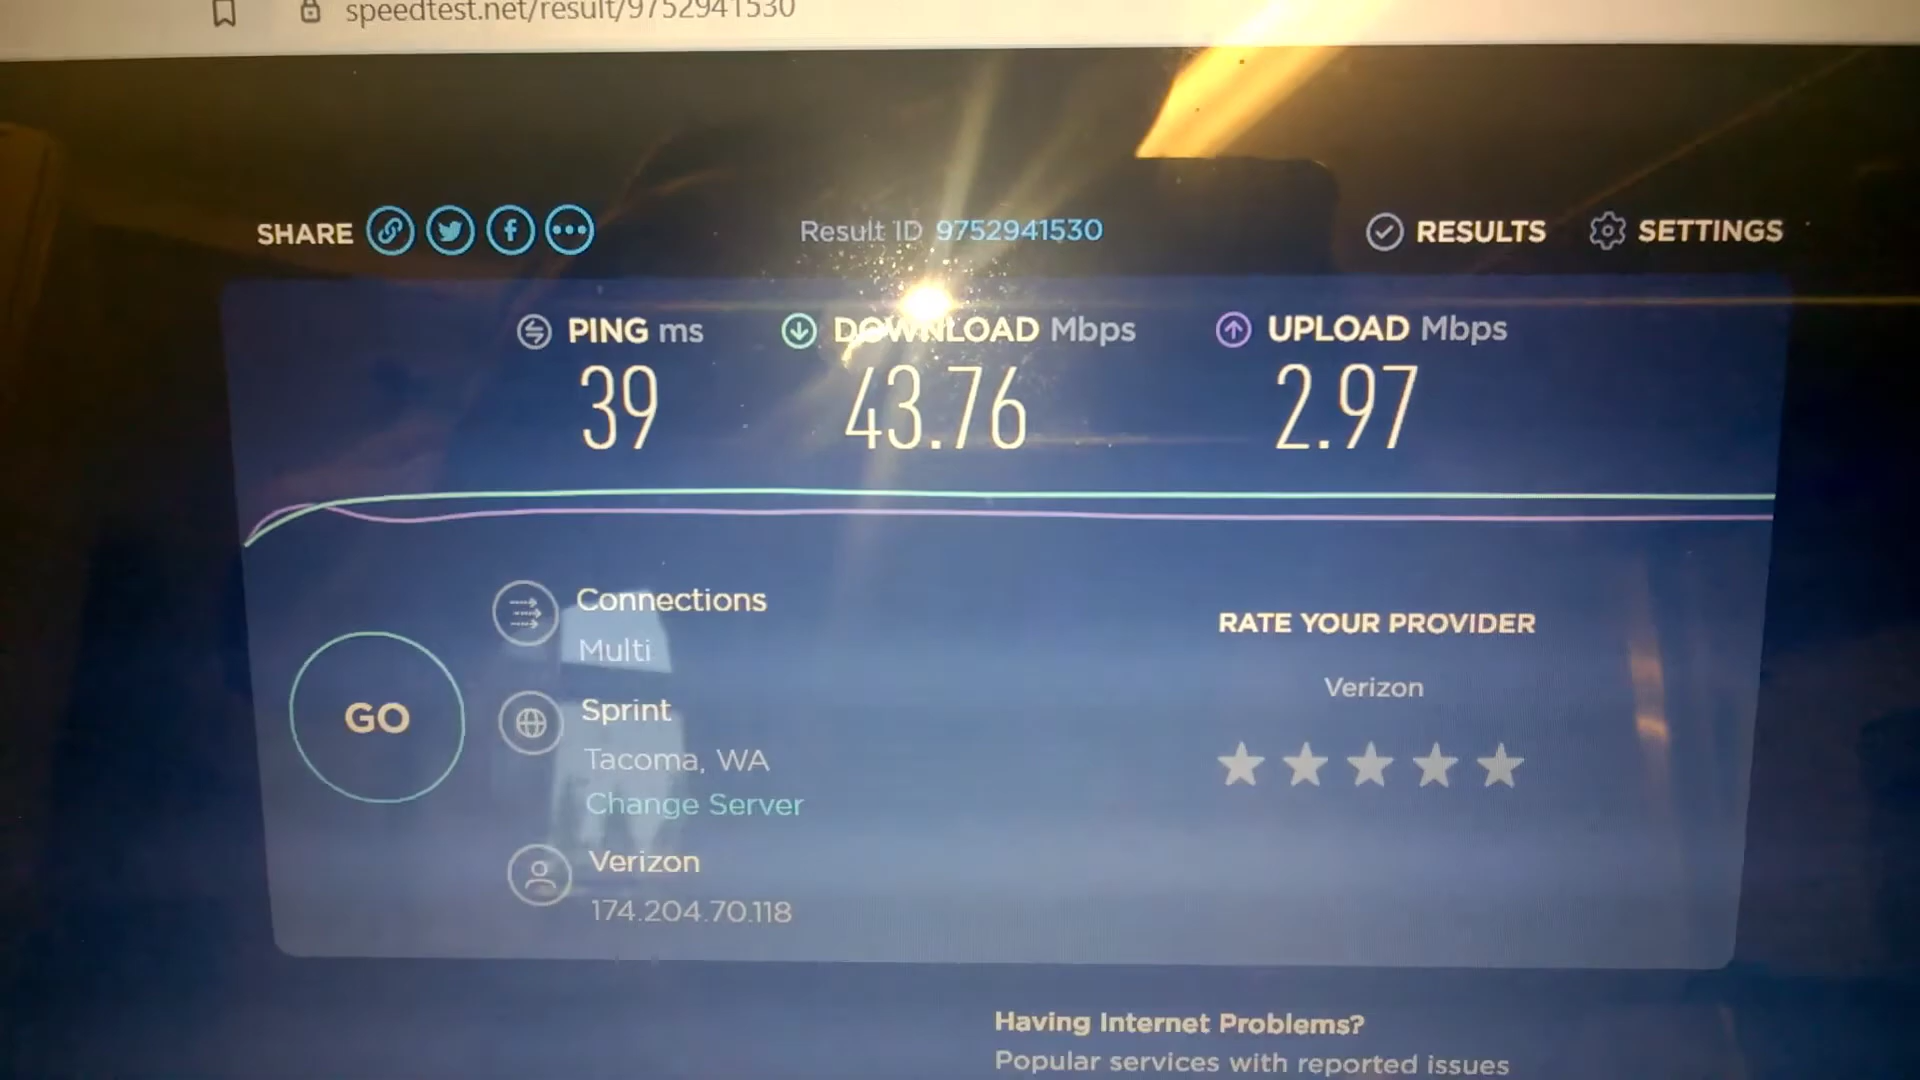 speedtest.net/result/9752941530
SHARE
Result ID 9752941530
RESULTS
SETTINGS
PING ms
39
DOWNLOAD Mbps
43.76
UPLOAD Mbps
2.97
GO
Connections
Multi
Sprint
Tacoma, WA
Change Server
Verizon
174.204.70.118
RATE YOUR PROVIDER
Verizon
Having Internet Problems?
Popular services with reported issues